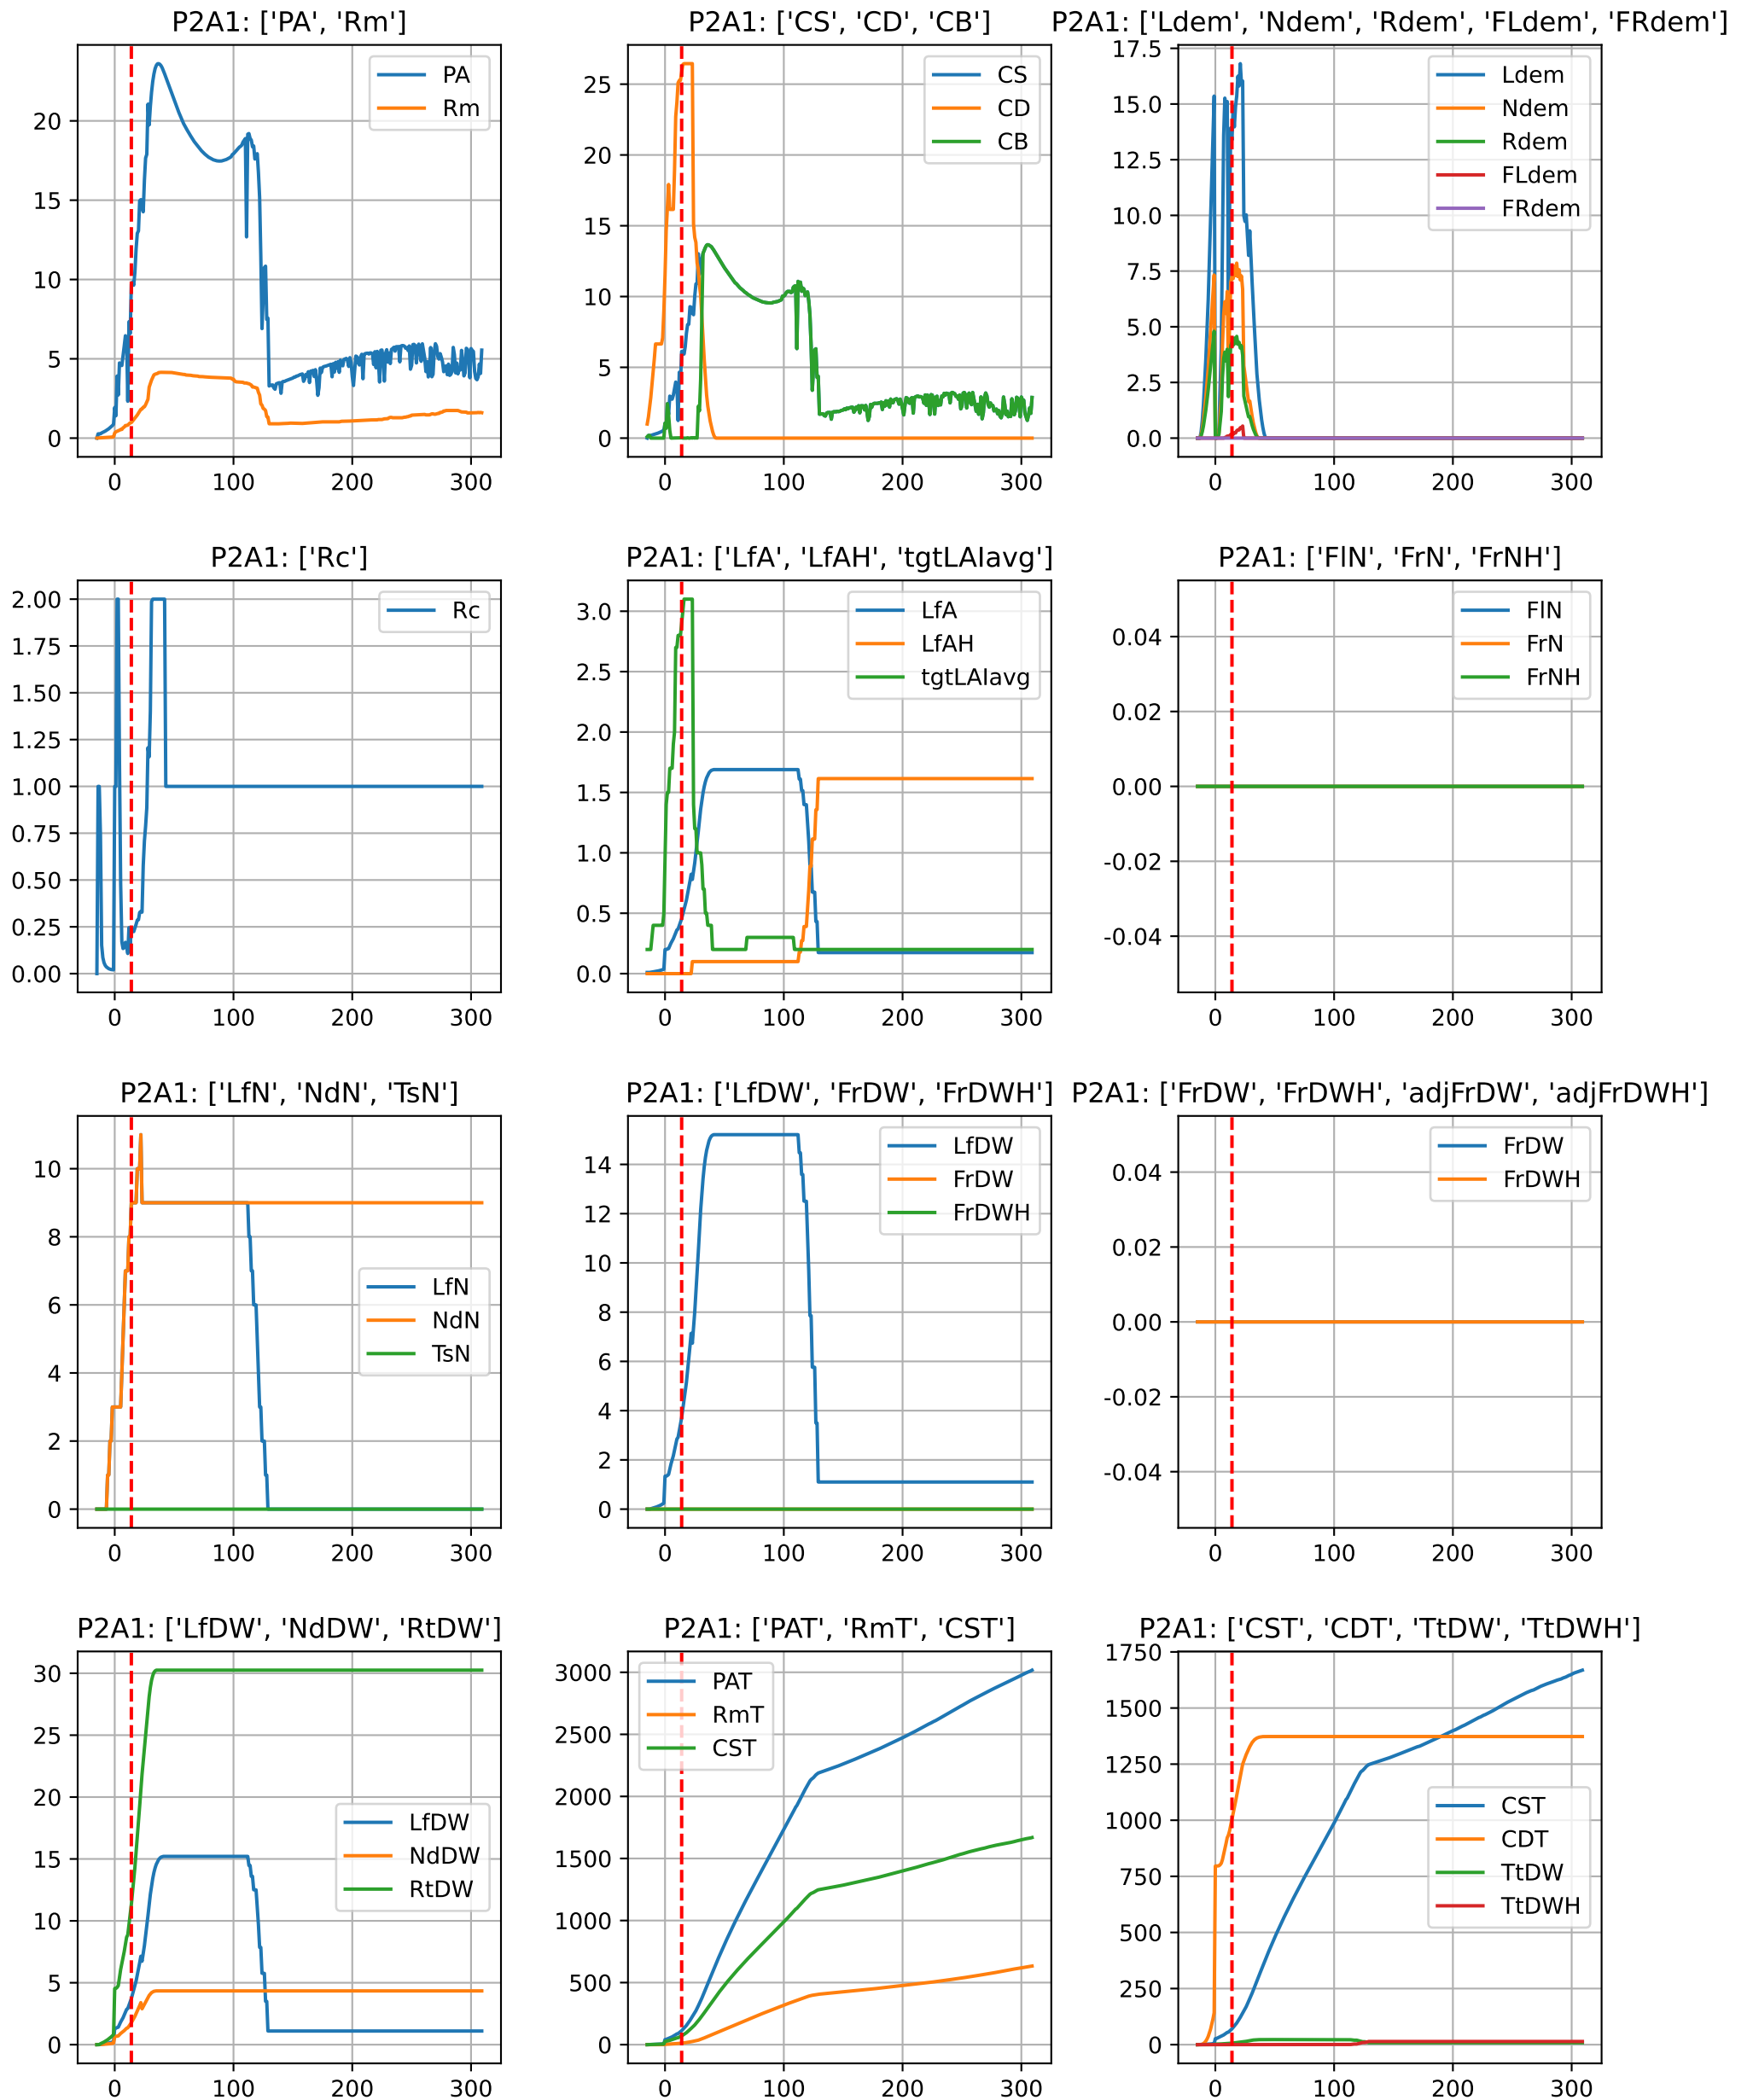 P2A1: ['PA', 'Rm']
PA
Rm
20
15
10
5
0
0 100 200 300
P2A1: ['CS', 'CD', 'CB']
CS
CD
CB
25
20
15
10
5
0
0 100 200 300
P2A1: ['Ldem', 'Ndem', 'Rdem', 'FLdem', 'FRdem']
Ldem
Ndem
Rdem
FLdem
FRdem
17.5
15.0
12.5
10.0
7.5
5.0
2.5
0.0
0 100 200 300
P2A1: ['Rc']
Rc
2.00
1.75
1.50
1.25
1.00
0.75
0.50
0.25
0.00
0 100 200 300
P2A1: ['LfA', 'LfAH', 'tgtLAIavg']
LfA
LfAH
tgtLAIavg
3.0
2.5
2.0
1.5
1.0
0.5
0.0
0 100 200 300
P2A1: ['FlN', 'FrN', 'FrNH']
FlN
FrN
FrNH
0.04
0.02
0.00
-0.02
-0.04
0 100 200 300
P2A1: ['LfN', 'NdN', 'TsN']
LfN
NdN
TsN
10
8
6
4
2
0
0 100 200 300
P2A1: ['LfDW', 'FrDW', 'FrDWH']
LfDW
FrDW
FrDWH
14
12
10
8
6
4
2
0
0 100 200 300
P2A1: ['FrDW', 'FrDWH', 'adjFrDW', 'adjFrDWH']
FrDW
FrDWH
0.04
0.02
0.00
-0.02
-0.04
0 100 200 300
P2A1: ['LfDW', 'NdDW', 'RtDW']
LfDW
NdDW
RtDW
30
25
20
15
10
5
0
0 100 200 300
P2A1: ['PAT', 'RmT', 'CST']
PAT
RmT
CST
3000
2500
2000
1500
1000
500
0
0 100 200 300
P2A1: ['CST', 'CDT', 'TtDW', 'TtDWH']
CST
CDT
TtDW
TtDWH
1750
1500
1250
1000
750
500
250
0
0 100 200 300